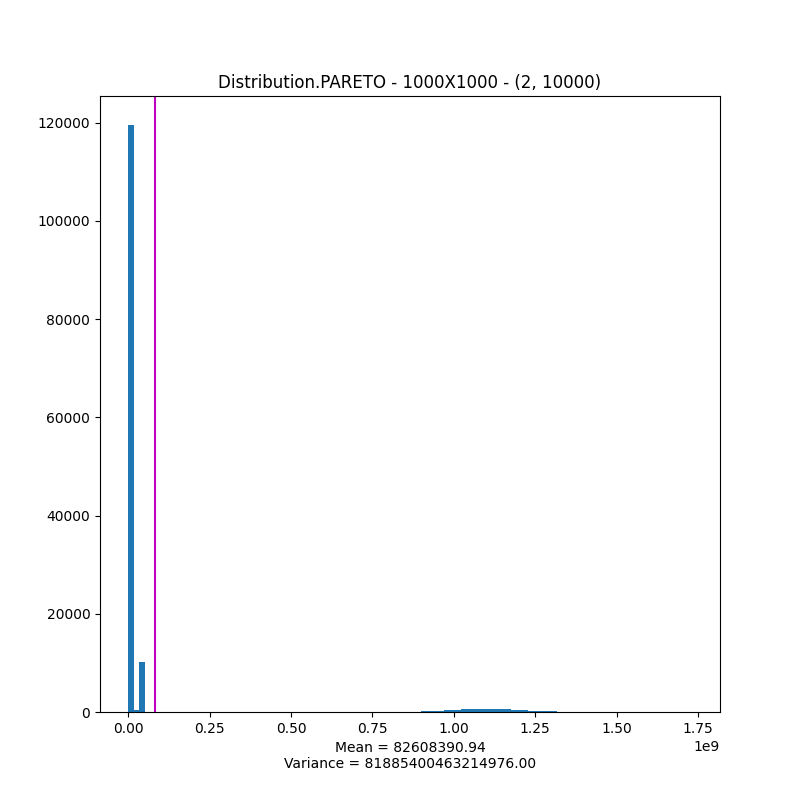 Distribution.PARETO - 1000X1000 - (2, 10000)
120000
100000
80000
60000
40000
20000
0
0.00 0.25 0.50 0.75 1.00 1.25 1.50 1.75
1e9
Mean = 82608390.94
Variance = 81885400463214976.00